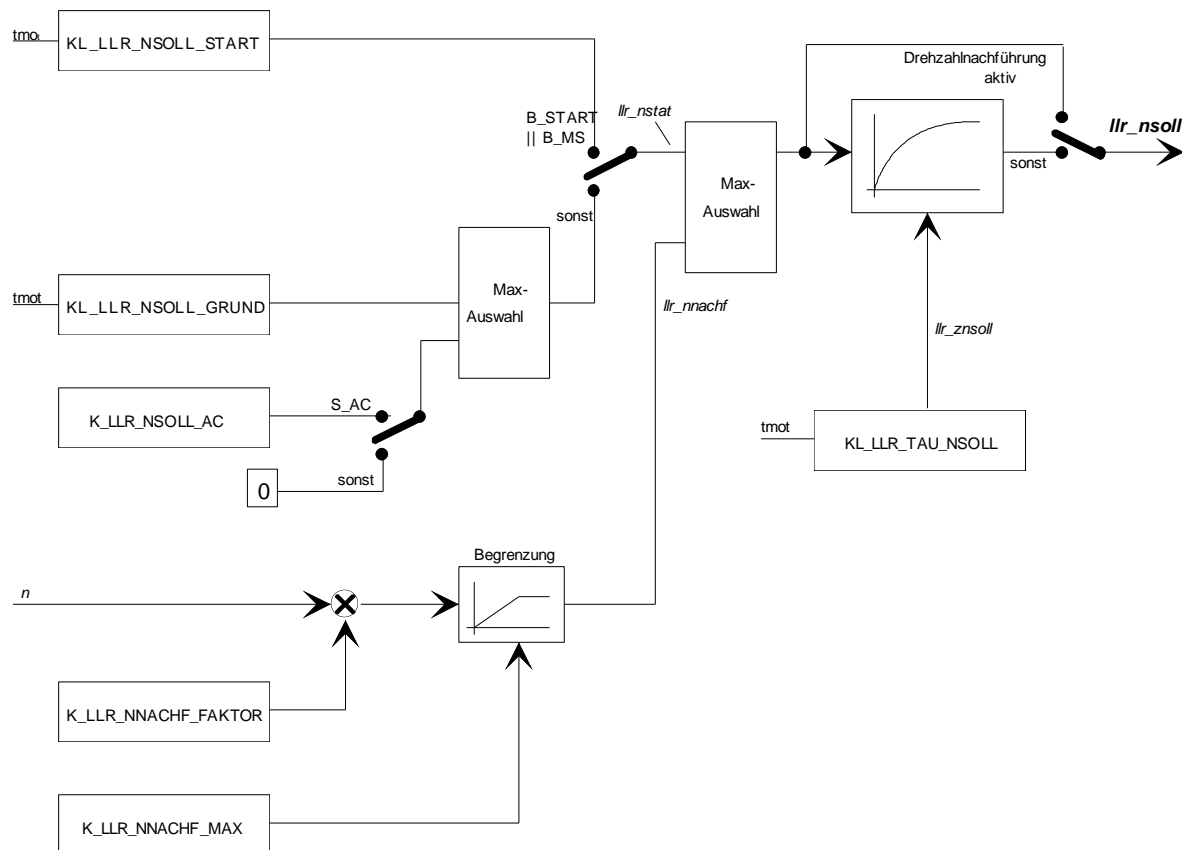 tmot
KL_LLR_NSOLL_START
Drehzahlnachführung
aktiv
B_START
|| B_MS
llr_nstat
llr_nsoll
Max-
Auswahl
sonst
sonst
tmot
KL_LLR_NSOLL_GRUND
Max-
Auswahl
llr_nnachf
llr_znsoll
K_LLR_NSOLL_AC
S_AC
tmot
KL_LLR_TAU_NSOLL
0
sonst
Begrenzung
n
K_LLR_NNACHF_FAKTOR
K_LLR_NNACHF_MAX